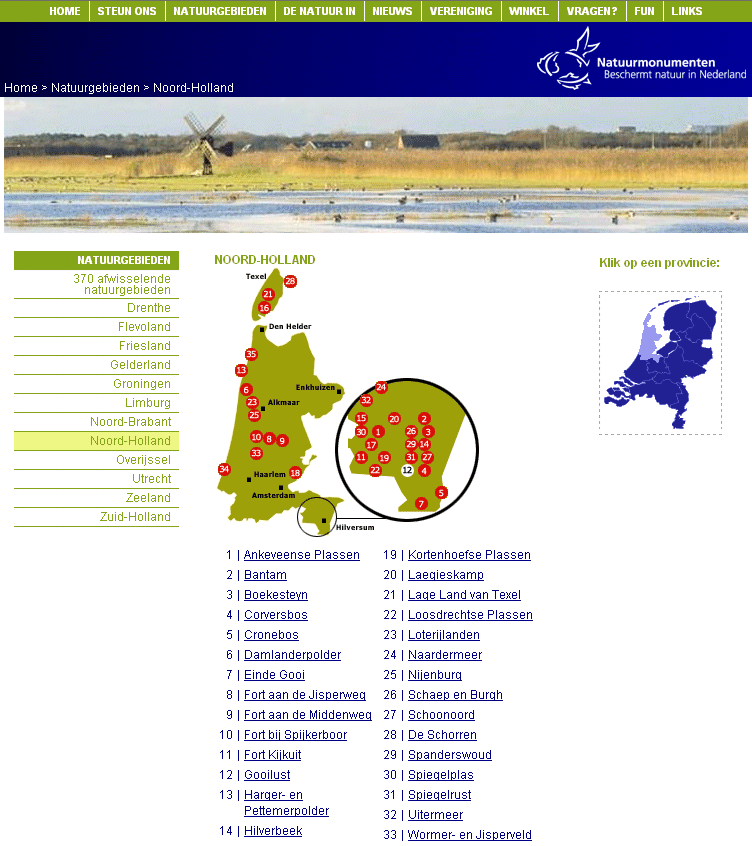 HOME STEUN ONS NATUURGEBIEDEN DE NATUUR IN NIEUWS VERENIGING WINKEL VRAGEN? FUN LINKS
Natuurmonumenten
Beschermt natuur in Nederland
Home > Natuurgebieden > Noord-Holland
NATUURGEBIEDEN
370 afwisselende
natuurgebieden
Drenthe
Flevoland
Friesland
Gelderland
Groningen
Limburg
Noord-Brabant
Noord-Holland
Overijssel
Utrecht
Zeeland
Zuid-Holland
NOORD-HOLLAND
Texel
28
21
16
Den Helder
35
13
6
Enkhuizen
23
Alkmaar
25
10 8 9
33
34
Haarlem
18
Amsterdam
Hilversum
24
32
15 20 2
30 1 26 3
17 29 14
11 19 31 27
22 12 4
5
7
1 | Ankeveense Plassen
2 | Bantam
3 | Boekesteyn
4 | Corversbos
5 | Cronebos
6 | Damlanderpolder
7 | Einde Gooi
8 | Fort aan de Jisperweg
9 | Fort aan de Middenweg
10 | Fort bij Spijkerboor
11 | Fort Kijkuit
12 | Gooilust
13 | Harger- en
Pettemerpolder
14 | Hilverbeek
19 | Kortenhoefse Plassen
20 | Laegieskamp
21 | Lage Land van Texel
22 | Loosdrechtse Plassen
23 | Loterijlanden
24 | Naardermeer
25 | Nijenburg
26 | Schaep en Burgh
27 | Schoonoord
28 | De Schorren
29 | Spanderswoud
30 | Spiegelplas
31 | Spiegelrust
32 | Uitermeer
33 | Wormer- en Jisperveld
Klik op een provincie: